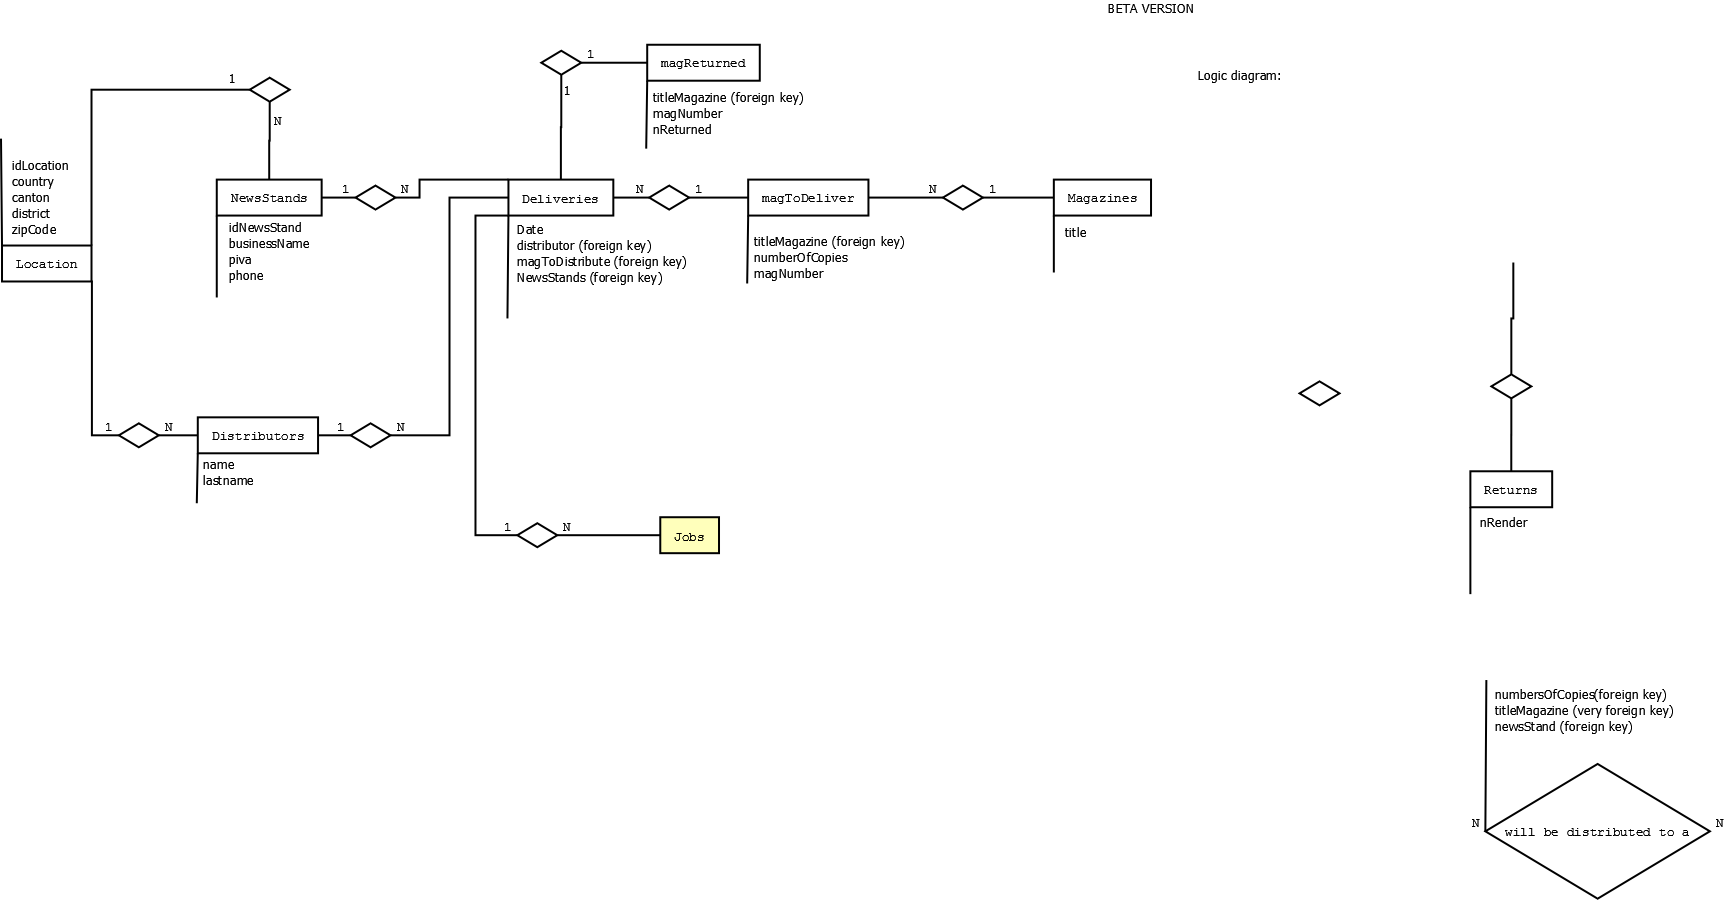 BETA VERSION
Logic diagram:
1
N
1
1
magReturned
titleMagazine (foreign key)
magNumber
nReturned
idLocation
country
canton
district
zipCode
Location
NewsStands
idNewsStand
businessName
piva
phone
1
N
Deliveries
Date
distributor (foreign key)
magToDistribute (foreign key)
NewsStands (foreign key)
N
1
magToDeliver
titleMagazine (foreign key)
numberOfCopies
magNumber
N
1
Magazines
title
1
N
Distributors
name
lastname
1
N
1
N
Jobs
Returns
nRender
numbersOfCopies(foreign key)
titleMagazine (very foreign key)
newsStand (foreign key)
N
will be distributed to a
N